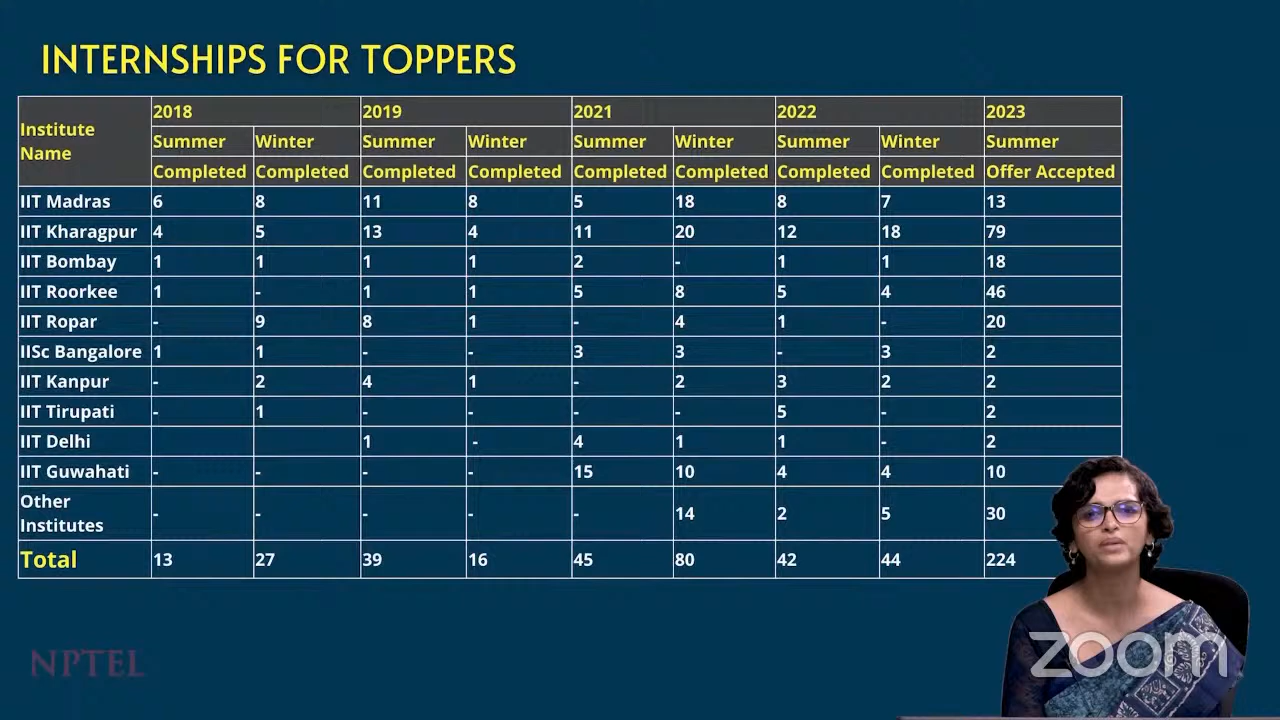 INTERNSHIPS FOR TOPPERS
Institute Name 2018 2019 2021 2022 2023
Summer Winter Summer Winter Summer Winter Summer Winter Summer
Completed Completed Completed Completed Completed Completed Completed Completed Offer Accepted
IIT Madras 6 8 11 8 5 18 8 7 13
IIT Kharagpur 4 5 13 4 11 20 12 18 79
IIT Bombay 1 1 1 1 2 - 1 1 18
IIT Roorkee 1 - 1 1 5 8 5 4 46
IIT Ropar - 9 8 1 - 4 1 - 20
IISc Bangalore 1 1 - - 3 3 - 3 2
IIT Kanpur - 2 4 1 - 2 3 2 2
IIT Tirupati - 1 - - - - 5 - 2
IIT Delhi 1 - 4 1 1 - 2
IIT Guwahati - - - - 15 10 4 4 10
Other Institutes - - - - - 14 2 5 30
Total 13 27 39 16 45 80 42 44 224
NPTEL
zoom